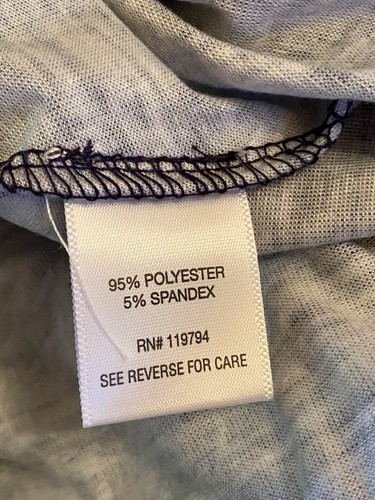 95% POLYESTER
5% SPANDEX
RN# 119794
SEE REVERSE FOR CARE